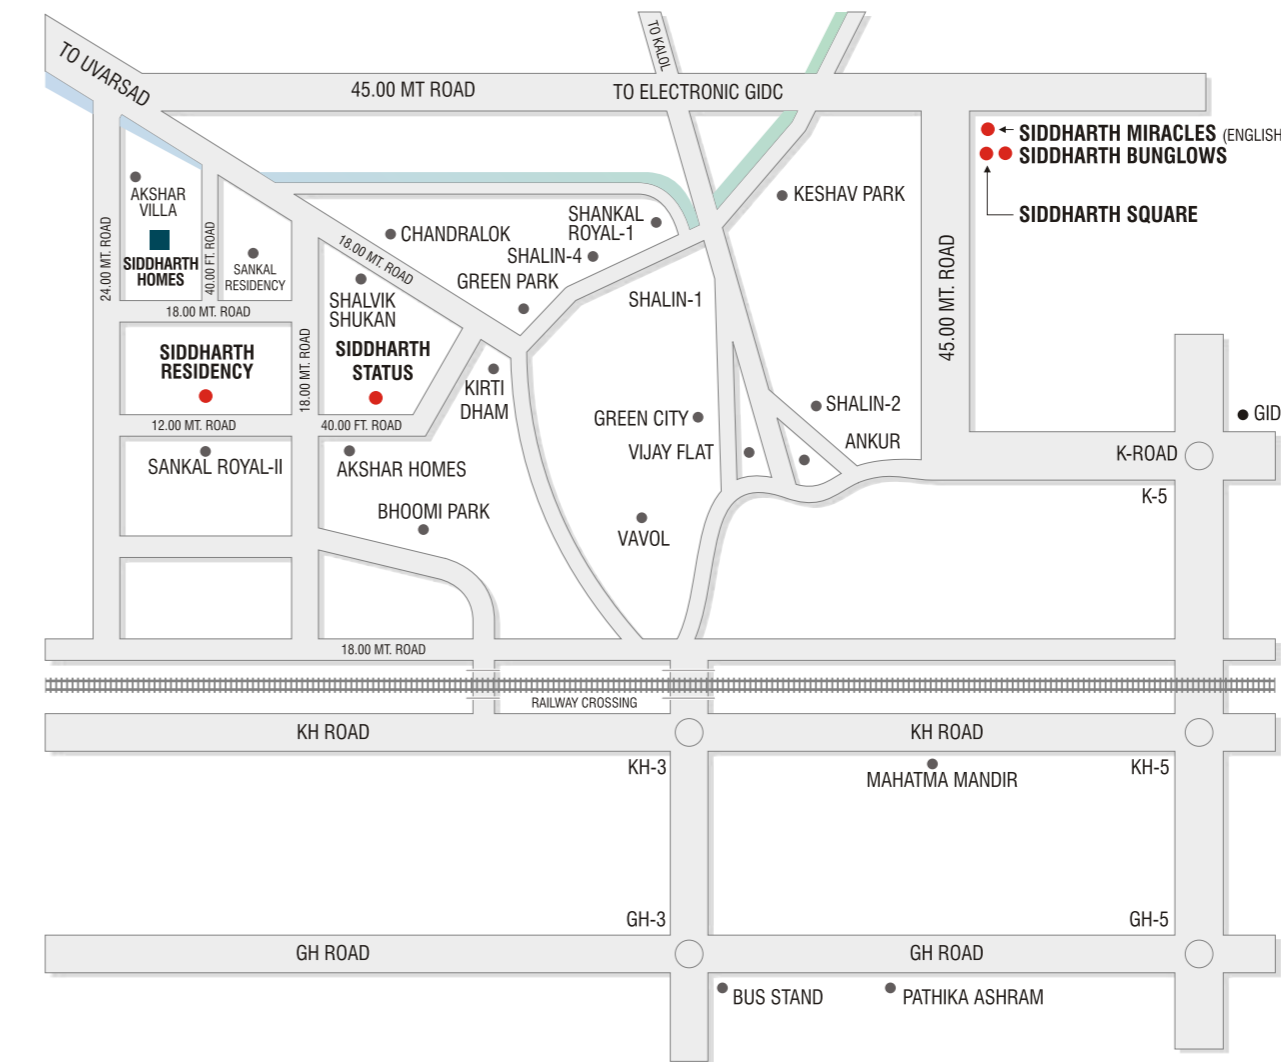 TO UVARSAD
TO KALOL
45.00 MT ROAD
TO ELECTRONIC GIDC
SIDDHARTH MIRACLES (ENGLISH
SIDDHARTH BUNGLOWS
SIDDHARTH SQUARE
AKSHAR
VILLA
SIDDHARTH
HOMES
24.00 MT. ROAD
40.00 FT. ROAD
SANKAL
RESIDENCY
18.00 MT. ROAD
CHANDRALOK
18.00 MT. ROAD
SHANKAL
ROYAL-1
SHALIN-4
GREEN PARK
KESHAV PARK
SHALIN-1
45.00 MT. ROAD
SHALVIK
SHUKAN
SIDDHARTH
RESIDENCY
18.00 MT. ROAD
SIDDHARTH
STATUS
KIRTI
DHAM
12.00 MT. ROAD
40.00 FT. ROAD
GREEN CITY
SHALIN-2
VIJAY FLAT
ANKUR
GID
K-ROAD
K-5
SANKAL ROYAL-II
AKSHAR HOMES
BHOOMI PARK
VAVOL
18.00 MT. ROAD
RAILWAY CROSSING
KH ROAD
KH ROAD
KH-3
KH-5
MAHATMA MANDIR
GH-3
GH-5
GH ROAD
GH ROAD
BUS STAND
PATHIKA ASHRAM